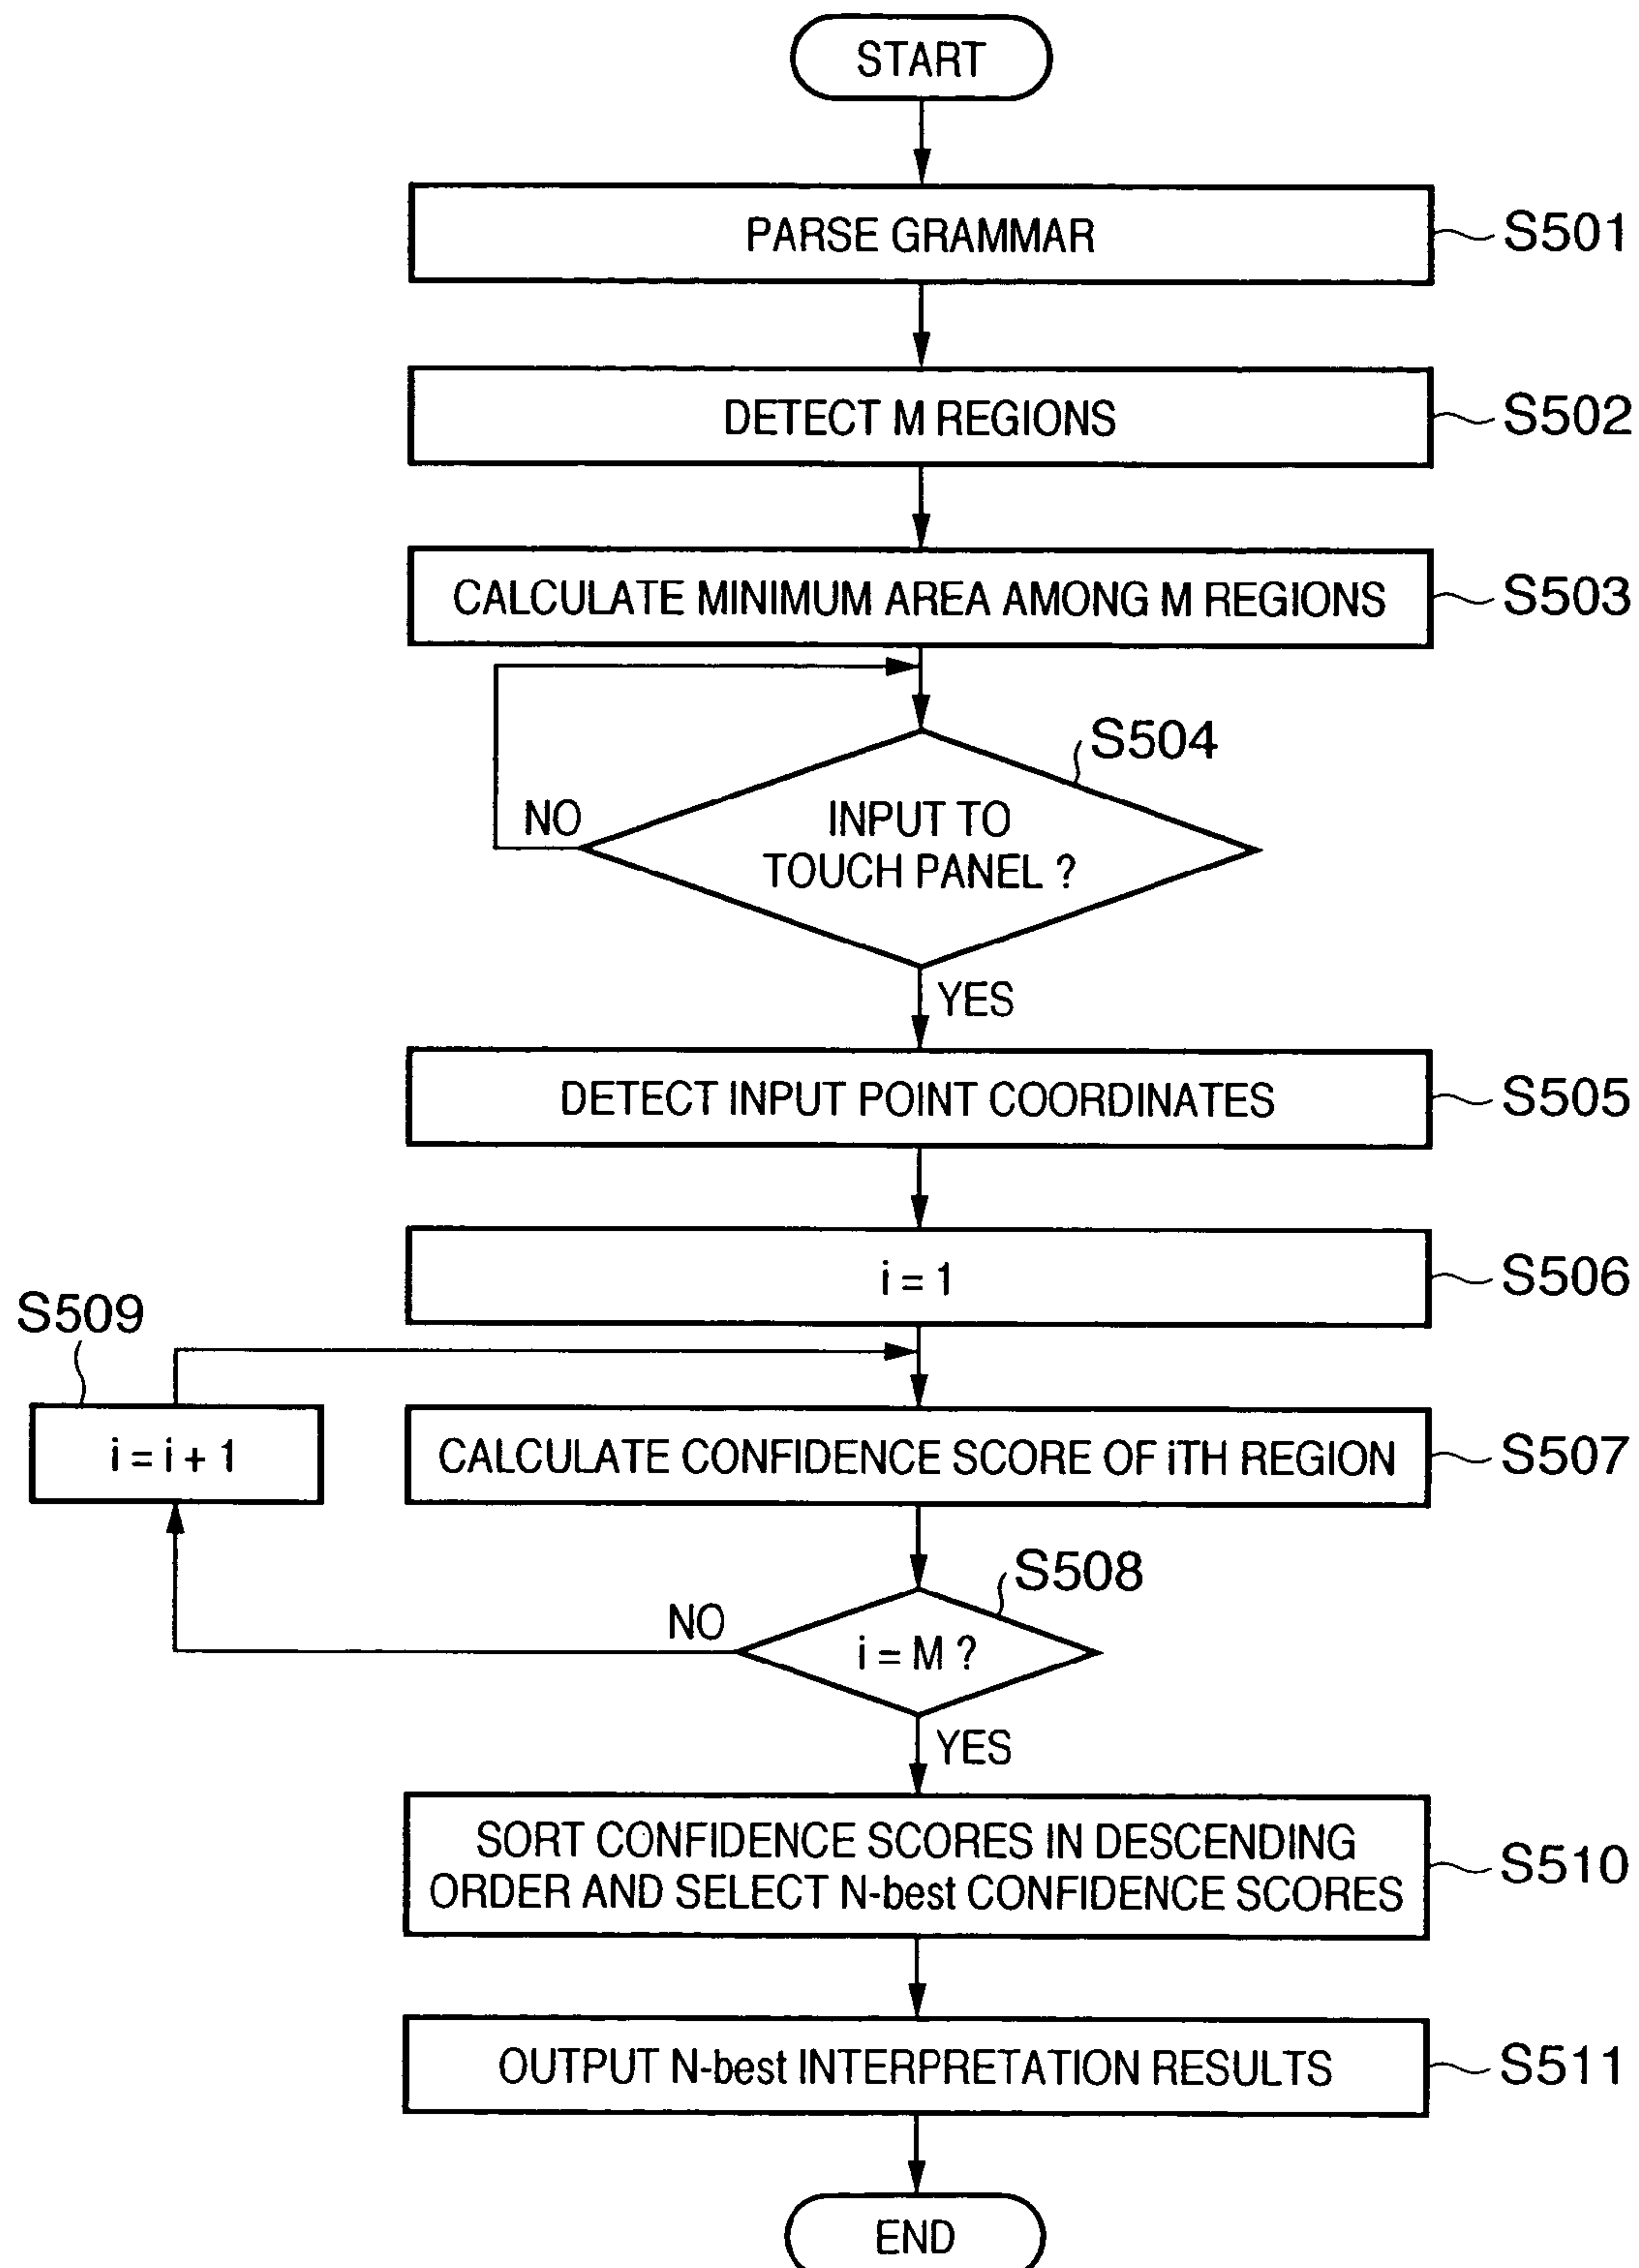 START
PARSE GRAMMAR
S501
DETECT M REGIONS
S502
CALCULATE MINIMUM AREA AMONG M REGIONS
S503
S504
NO
INPUT TO
TOUCH PANEL ?
YES
DETECT INPUT POINT COORDINATES
S505
i = 1
S506
S509
i = i + 1
CALCULATE CONFIDENCE SCORE OF iTH REGION
S507
S508
NO
i = M ?
YES
SORT CONFIDENCE SCORES IN DESCENDING
ORDER AND SELECT N-best CONFIDENCE SCORES
S510
OUTPUT N-best INTERPRETATION RESULTS
S511
END